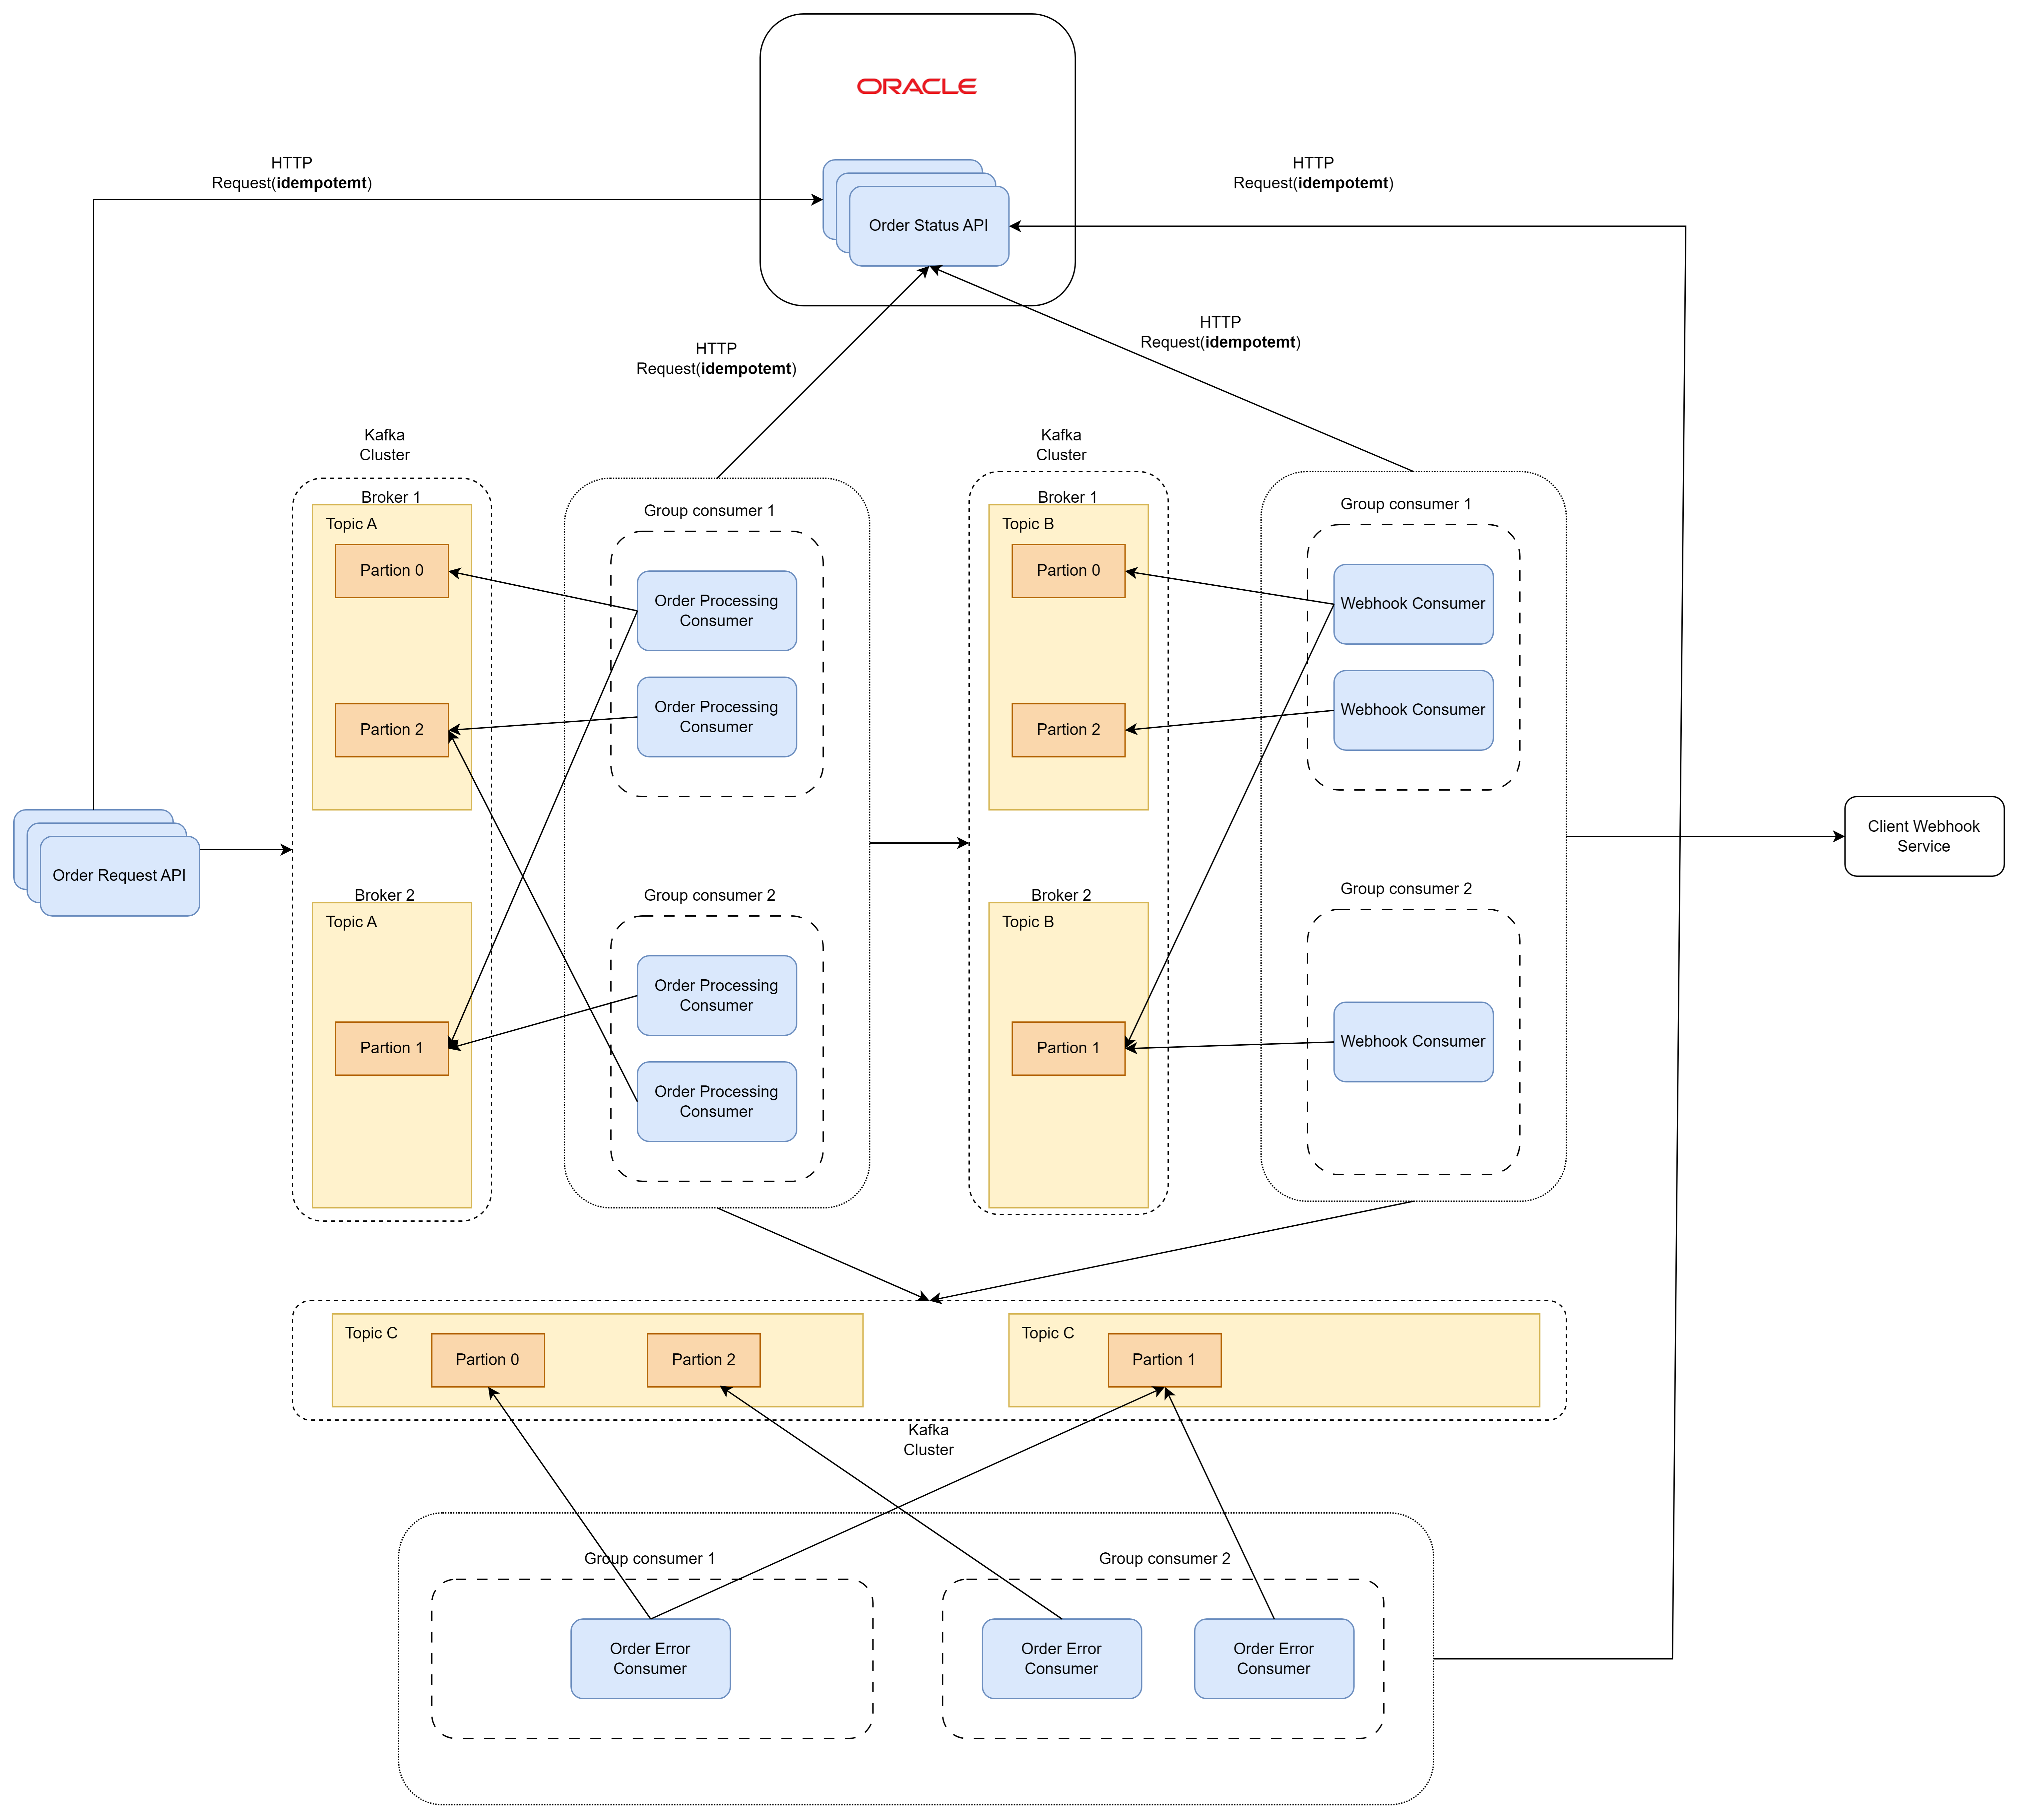 ORACLE
HTTP
Request(idempotemt)
HTTP
Request(idempotemt)
Order Status API
HTTP
Request(idempotemt)
HTTP
Request(idempotemt)
Kafka
Cluster
Broker 1
Topic A
Partion 0
Partion 2
Broker 2
Topic A
Partion 1
Order Request API
Group consumer 1
Order Processing
Consumer
Order Processing
Consumer
Group consumer 2
Order Processing
Consumer
Order Processing
Consumer
Kafka
Cluster
Broker 1
Topic B
Partion 0
Partion 2
Broker 2
Topic B
Partion 1
Group consumer 1
Webhook Consumer
Webhook Consumer
Group consumer 2
Webhook Consumer
Client Webhook
Service
Topic C
Partion 0
Partion 2
Topic C
Partion 1
Kafka
Cluster
Group consumer 1
Order Error
Consumer
Group consumer 2
Order Error
Consumer
Order Error
Consumer